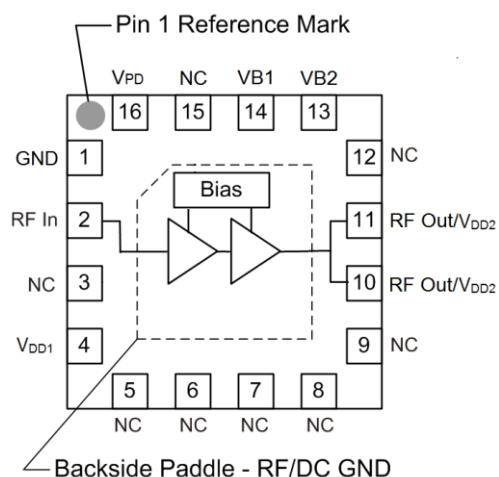 Pin 1 Reference Mark
VPD NC VB1 VB2
16 15 14 13
GND 1 12 NC
Bias
RF In 2 11 RF Out/VDD2
NC 3 10 RF Out/VDD2
VDD1 4 9 NC
5 6 7 8
NC NC NC NC
Backside Paddle - RF/DC GND